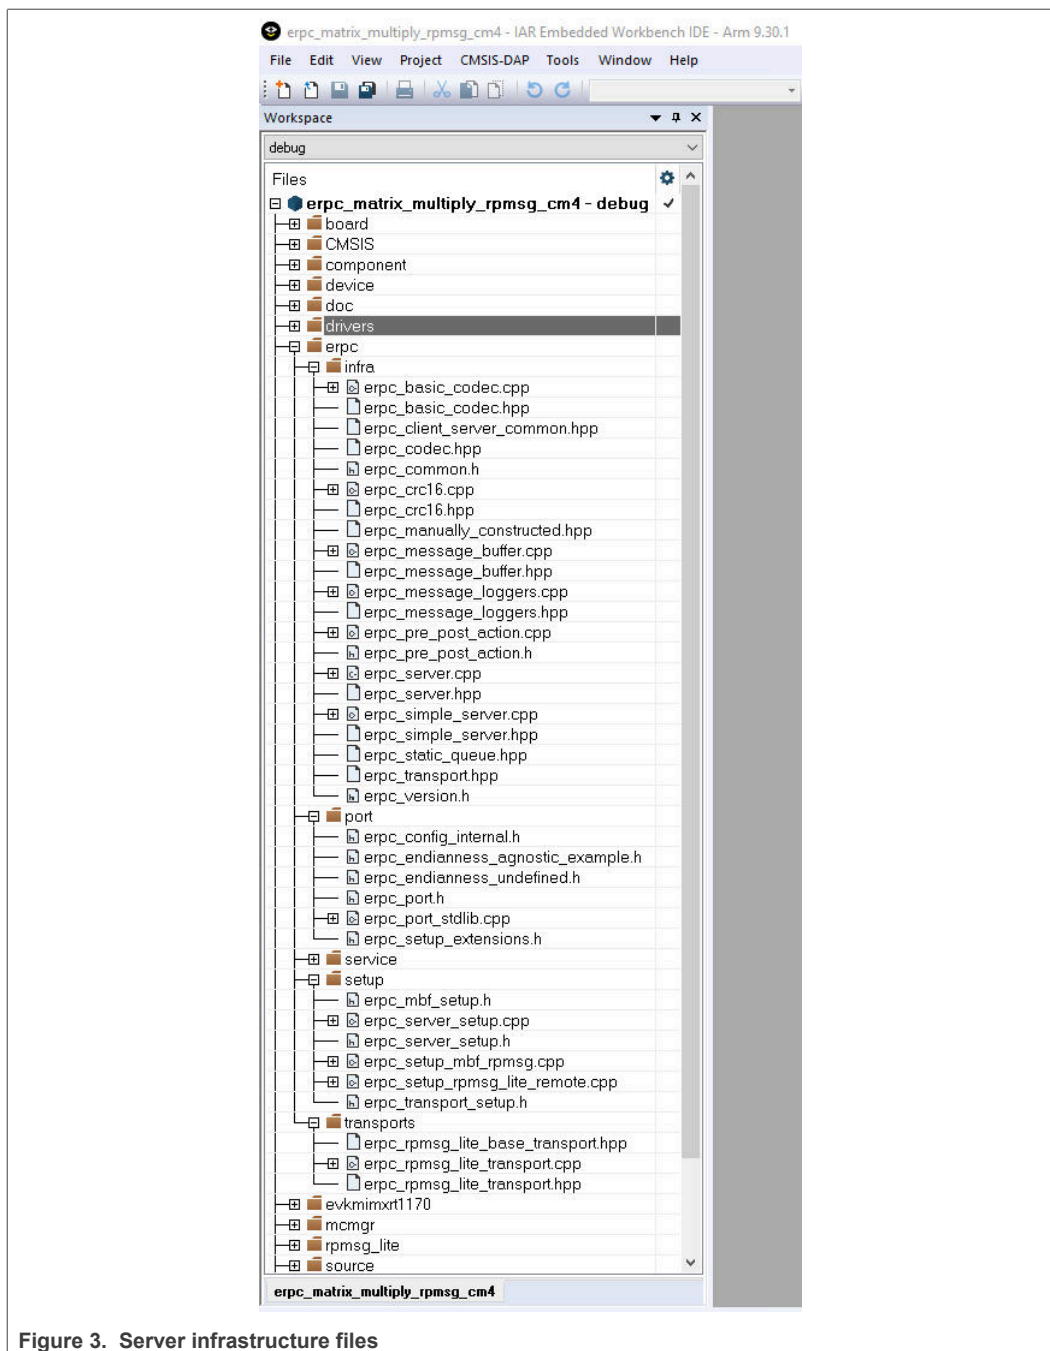 erpc_matrix_multiply_rpmsg_cm4 - IAR Embedded Workbench IDE - Arm 9.30.1
File Edit View Project CMSIS-DAP Tools Window Help
Workspace
debug
Files
erpc_matrix_multiply_rpmsg_cm4 - debug
board
CMSIS
component
device
doc
drivers
erpc
infra
erpc_basic_codec.cpp
erpc_basic_codec.hpp
erpc_client_server_common.hpp
erpc_codec.hpp
erpc_common.h
erpc_crc16.cpp
erpc_crc16.hpp
erpc_manually_constructed.hpp
erpc_message_buffer.cpp
erpc_message_buffer.hpp
erpc_message_loggers.cpp
erpc_message_loggers.hpp
erpc_pre_post_action.cpp
erpc_pre_post_action.h
erpc_server.cpp
erpc_server.hpp
erpc_simple_server.cpp
erpc_simple_server.hpp
erpc_static_queue.hpp
erpc_transport.hpp
erpc_version.h
port
erpc_config_internal.h
erpc_endianness_agnostic_example.h
erpc_endianness_undefined.h
erpc_port.h
erpc_port_stdlib.cpp
erpc_setup_extensions.h
service
setup
erpc_mbf_setup.h
erpc_server_setup.cpp
erpc_server_setup.h
erpc_setup_mbf_rpmsg.cpp
erpc_setup_rpmsg_lite_remote.cpp
erpc_transport_setup.h
transports
erpc_rpmsg_lite_base_transport.hpp
erpc_rpmsg_lite_transport.cpp
erpc_rpmsg_lite_transport.hpp
evkmimxrt1170
mcmgr
rpmsg_lite
source
erpc_matrix_multiply_rpmsg_cm4
Figure 3. Server infrastructure files